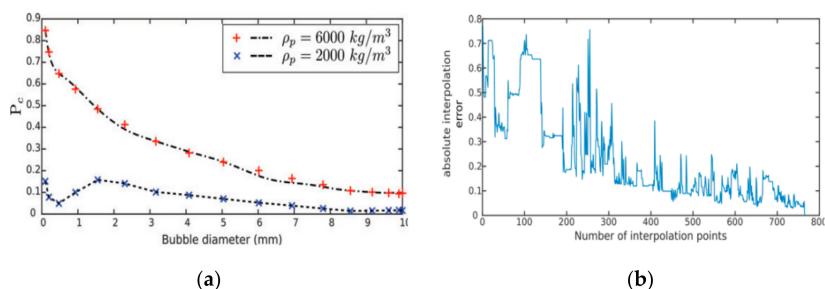 0.9
0.8
0.7
0.6
0.5
0.4
0.3
0.2
0.1
0
P_c
ρ_p = 6000 kg/m³
ρ_p = 2000 kg/m³
0 1 2 3 4 5 6 7 8 9 10
Bubble diameter (mm)
(a)
0.8
0.7
0.6
0.5
0.4
0.3
0.2
0.1
0
absolute interpolation
error
0 100 200 300 400 500 600 700 800
Number of interpolation points
(b)